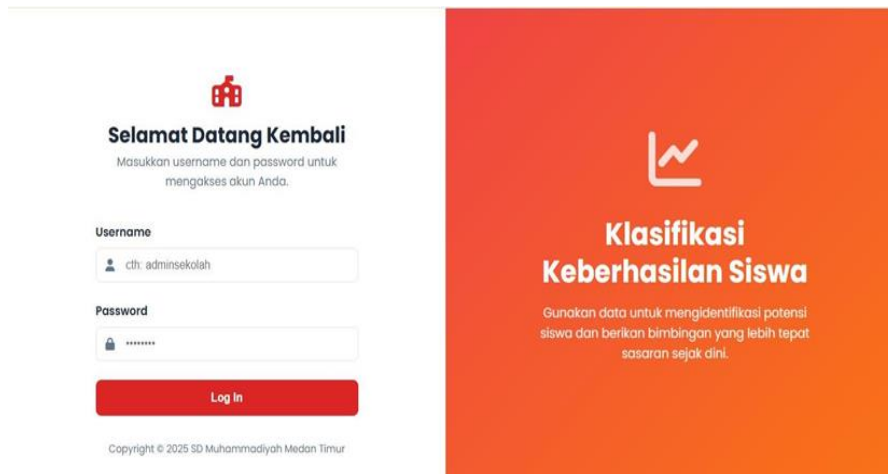 Selamat Datang Kembali
Masukkan username dan password untuk
mengakses akun Anda.
Username
cth: adminsekolah
Password
••••••••
Log In
Copyright © 2025 SD Muhammadiyah Medan Timur
Klasifikasi
Keberhasilan Siswa
Gunakan data untuk mengidentifikasi potensi
siswa dan berikan bimbingan yang lebih tepat
sasaran sejak dini.